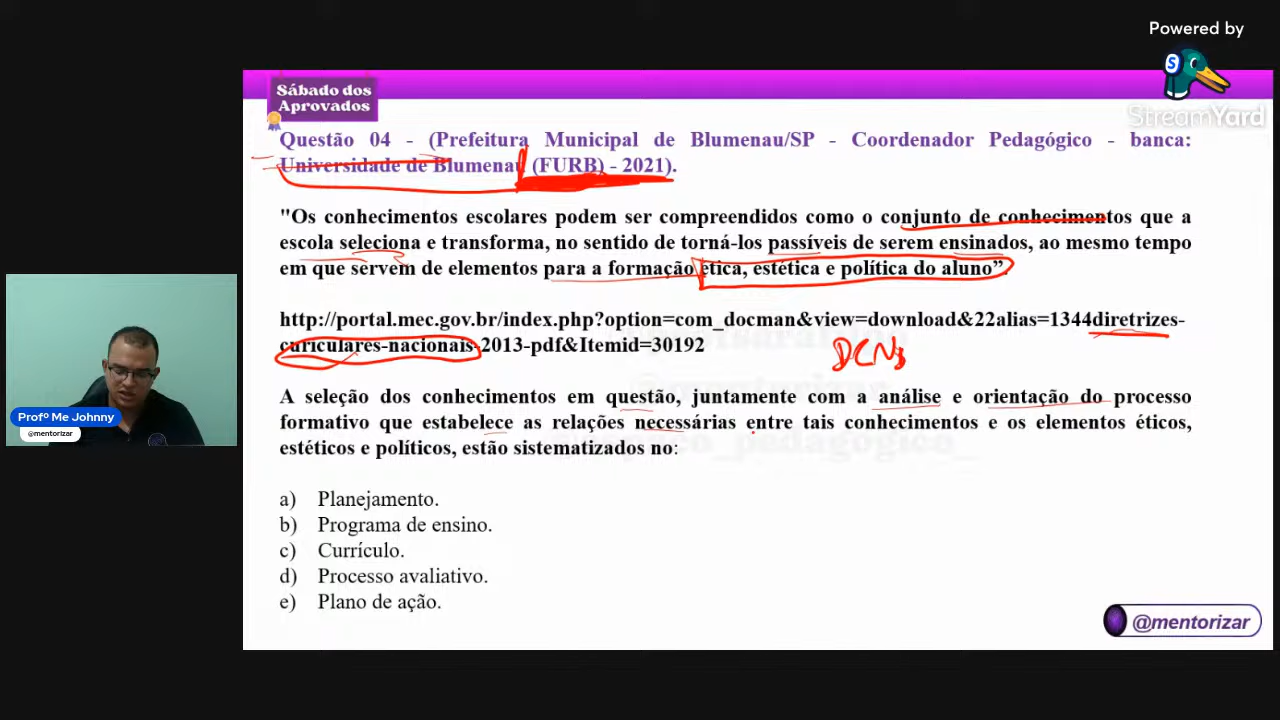 Powered by
S
StreamYard
Sábado dos
Aprovados
Questão 04 - (Prefeitura Municipal de Blumenau/SP - Coordenador Pedagógico - banca:
Universidade de Blumenau (FURB) - 2021).
"Os conhecimentos escolares podem ser compreendidos como o conjunto de conhecimentos que a
escola seleciona e transforma, no sentido de torná-los passíveis de serem ensinados, ao mesmo tempo
em que servem de elementos para a formação ética, estética e política do aluno”.
http://portal.mec.gov.br/index.php?option=com_docman&view=download&22alias=1344diretrizes-
curiculares-nacionais-2013-pdf&Itemid=30192
DCNs
@mentorizar
A seleção dos conhecimentos em questão, juntamente com a análise e orientação do processo
formativo que estabelece as relações necessárias entre tais conhecimentos e os elementos éticos,
estéticos e políticos, estão sistematizados no:
a) Planejamento.
b) Programa de ensino.
c) Currículo.
d) Processo avaliativo.
e) Plano de ação.
Profº Me Johnny
@mentorizar
@mentorizar